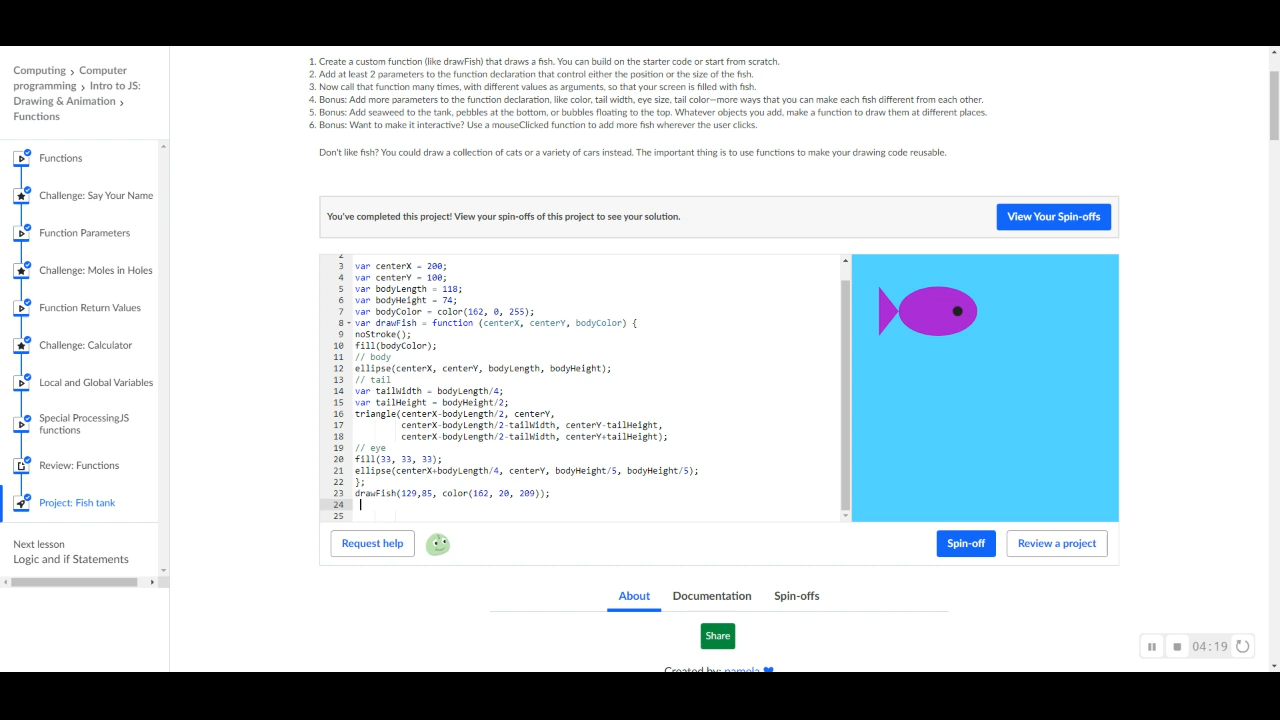 Computing › Computer
programming › Intro to JS:
Drawing & Animation ›
Functions
Functions
Challenge: Say Your Name
Function Parameters
Challenge: Moles in Holes
Function Return Values
Challenge: Calculator
Local and Global Variables
Special ProcessingJS
functions
Review: Functions
Project: Fish tank
Next lesson
Logic and if Statements
1. Create a custom function (like drawFish) that draws a fish. You can build on the starter code or start from scratch.
2. Add at least 2 parameters to the function declaration that control either the position or the size of the fish.
3. Now call that function many times, with different values as arguments, so that your screen is filled with fish.
4. Bonus: Add more parameters to the function declaration, like color, tail width, eye size, tail color—more ways that you can make each fish different from each other.
5. Bonus: Add seaweed to the tank, pebbles at the bottom, or bubbles floating to the top. Whatever objects you add, make a function to draw them at different places.
6. Bonus: Want to make it interactive? Use a mouseClicked function to add more fish wherever the user clicks.
Don't like fish? You could draw a collection of cats or a variety of cars instead. The important thing is to use functions to make your drawing code reusable.
You've completed this project! View your spin-offs of this project to see your solution.
View Your Spin-offs
2
3 var centerX = 200;
4 var centerY = 100;
5 var bodyLength = 118;
6 var bodyHeight = 74;
7 var bodyColor = color(162, 0, 255);
8 var drawFish = function (centerX, centerY, bodyColor) {
9 noStroke();
10 fill(bodyColor);
11 // body
12 ellipse(centerX, centerY, bodyLength, bodyHeight);
13 // tail
14 var tailWidth = bodyLength/4;
15 var tailHeight = bodyHeight/2;
16 triangle(centerX-bodyLength/2, centerY,
17 centerX-bodyLength/2-tailWidth, centerY-tailHeight,
18 centerX-bodyLength/2-tailWidth, centerY+tailHeight);
19 // eye
20 fill(33, 33, 33);
21 ellipse(centerX+bodyLength/4, centerY, bodyHeight/5, bodyHeight/5);
22 };
23 drawFish(129,85, color(162, 20, 209));
24
25
Request help
Spin-off
Review a project
About
Documentation
Spin-offs
Share
Created by: pamela
04:19